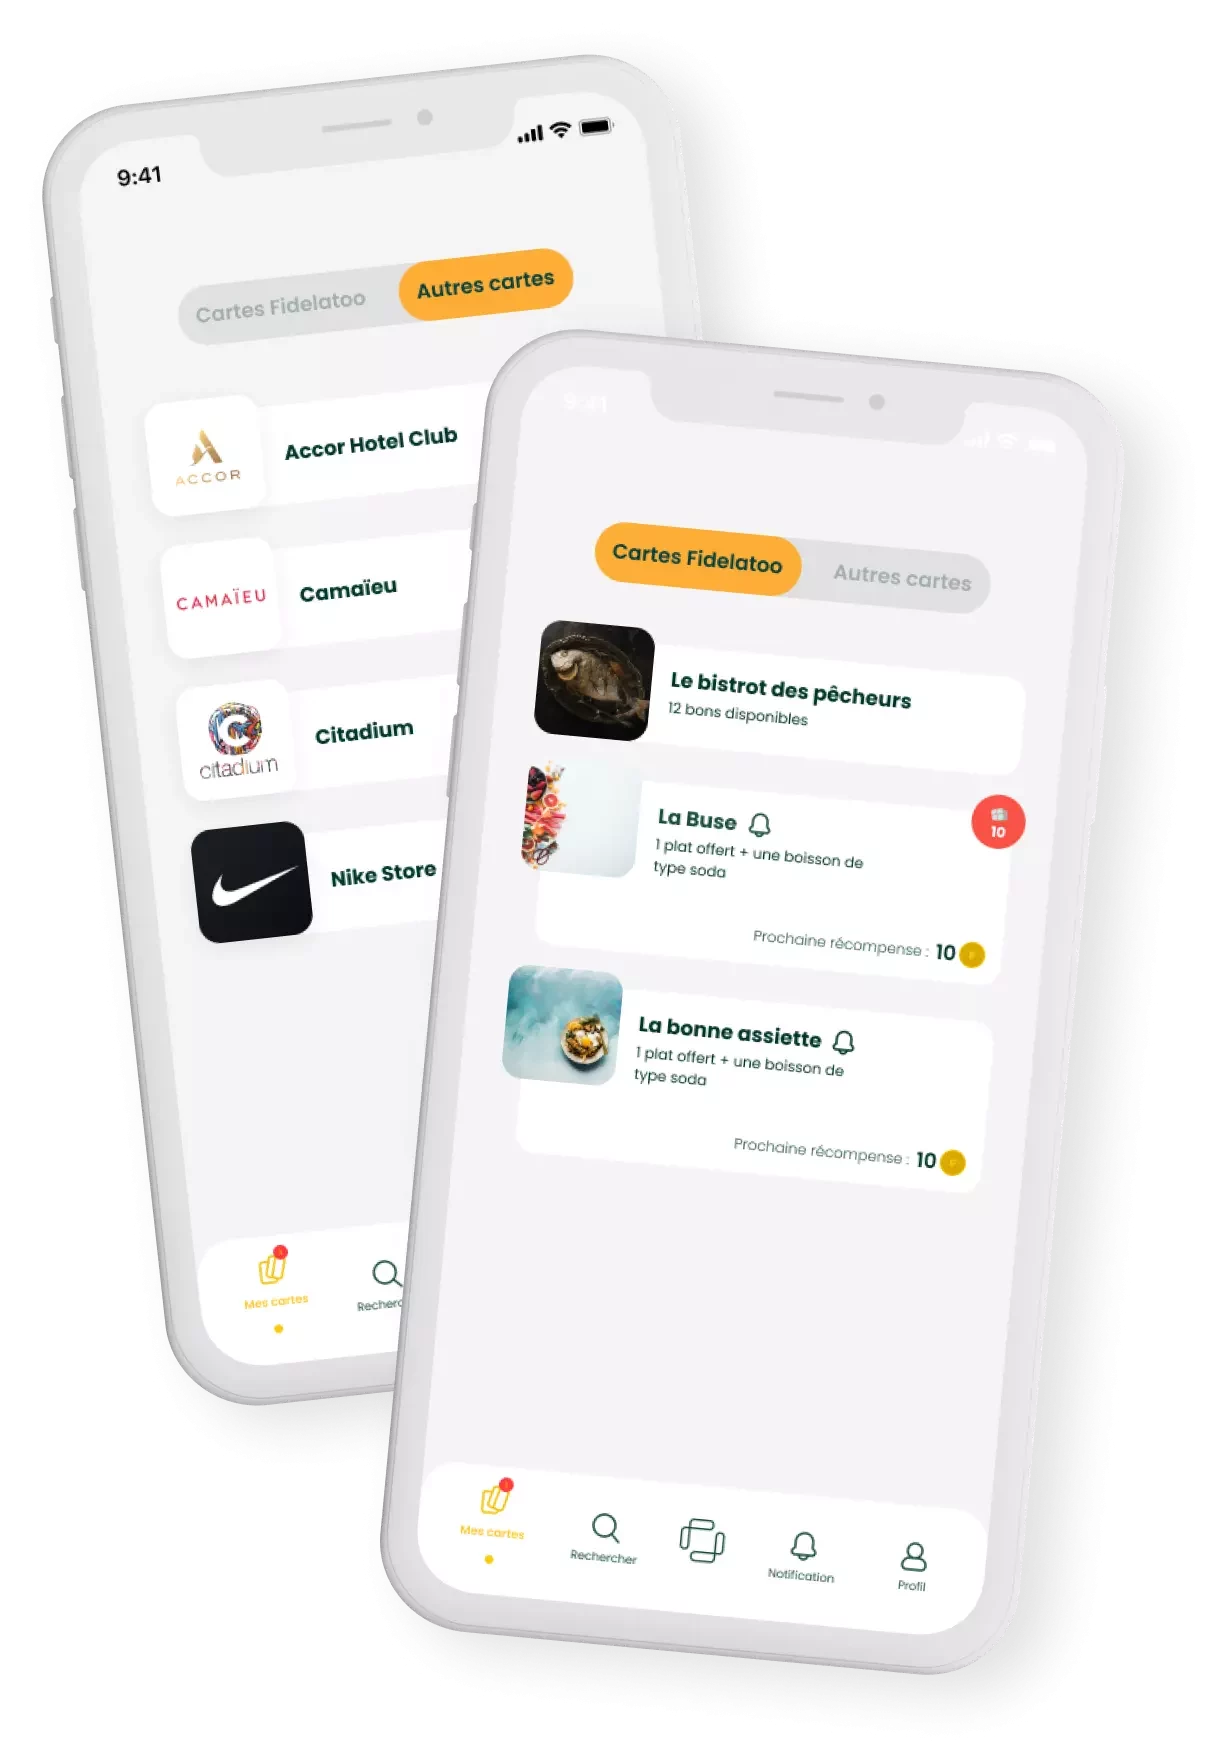 9:41
Cartes Fidelatoo
Autres cartes
ACCOR
Accor Hotel Club
CAMAÏEU
Camaïeu
citadium
Citadium
Nike Store
Mes cartes
9:41
Cartes Fidelatoo
Autres cartes
Le bistrot des pêcheurs
12 bons disponibles
La Buse
10
1 plat offert + une boisson de
type soda
Prochaine récompense : 10
La bonne assiette
1 plat offert + une boisson de
type soda
Prochaine récompense : 10
Mes cartes
Rechercher
Notification
Profil